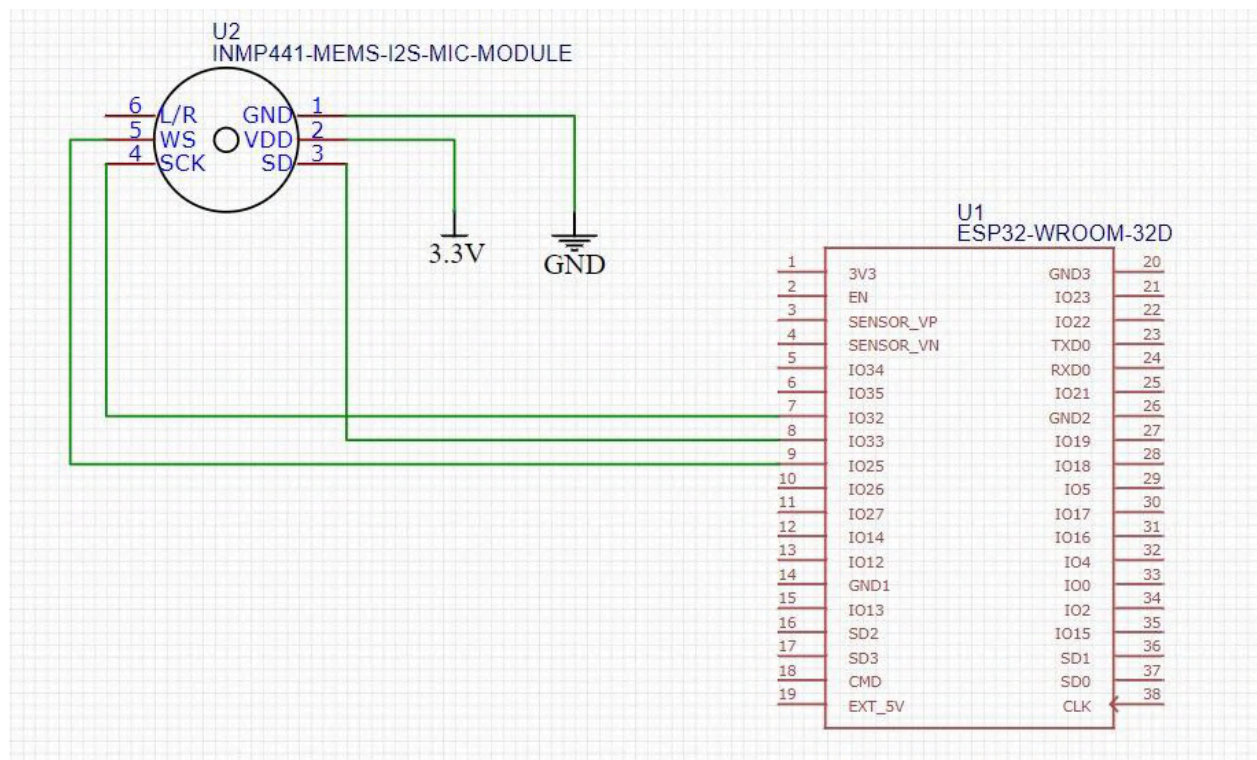 U2
INMP441-MEMS-I2S-MIC-MODULE
6 L/R GND 1
5 WS VDD 2
4 SCK SD 3
3.3V
GND
U1
ESP32-WROOM-32D
1 3V3 GND3 20
2 EN IO23 21
3 SENSOR_VP IO22 22
4 SENSOR_VN TXD0 23
5 IO34 RXD0 24
6 IO35 IO21 25
7 IO32 GND2 26
8 IO33 IO19 27
9 IO25 IO18 28
10 IO26 IO5 29
11 IO27 IO17 30
12 IO14 IO16 31
13 IO12 IO4 32
14 GND1 IO0 33
15 IO13 IO2 34
16 SD2 IO15 35
17 SD3 SD1 36
18 CMD SD0 37
19 EXT_5V CLK 38